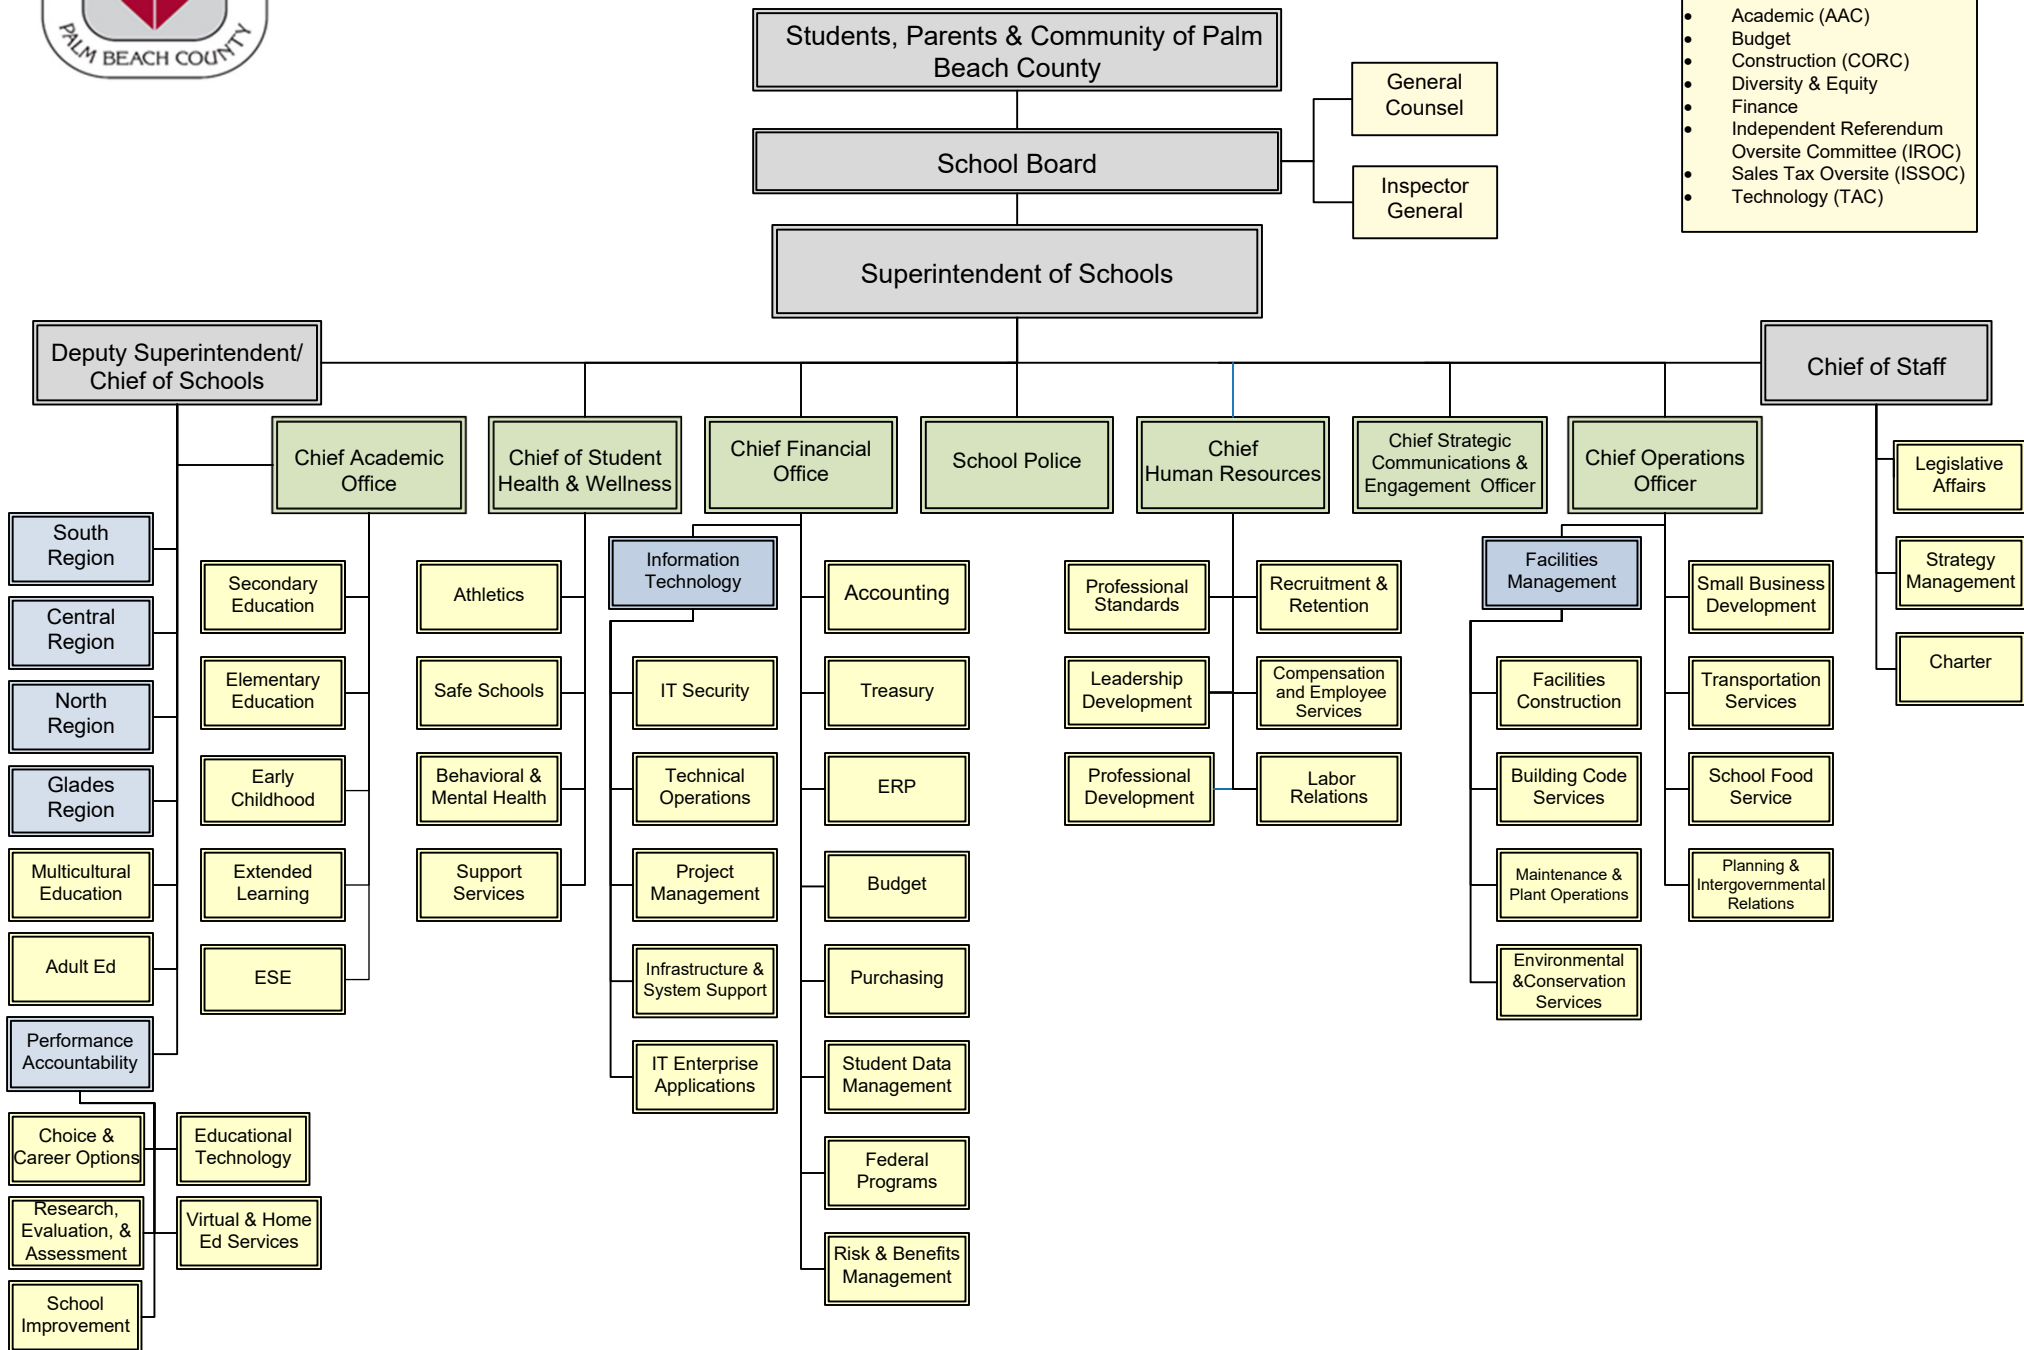 PALM BEACH COUNTY
Students, Parents & Community of Palm
Beach County
General
Counsel
School Board
Inspector
General
• Academic (AAC)
• Budget
• Construction (CORC)
• Diversity & Equity
• Finance
• Independent Referendum
Oversite Committee (IROC)
• Sales Tax Oversite (ISSOC)
• Technology (TAC)
Superintendent of Schools
Deputy Superintendent/
Chief of Schools
Chief of Staff
Chief Academic
Office
Chief of Student
Health & Wellness
Chief Financial
Office
School Police
Chief
Human Resources
Chief Strategic
Communications &
Engagement Officer
Chief Operations
Officer
Legislative
Affairs
Strategy
Management
Charter
South
Region
Central
Region
North
Region
Glades
Region
Multicultural
Education
Adult Ed
Performance
Accountability
Choice &
Career Options
Educational
Technology
Research,
Evaluation, &
Assessment
Virtual & Home
Ed Services
School
Improvement
Secondary
Education
Elementary
Education
Early
Childhood
Extended
Learning
ESE
Athletics
Safe Schools
Behavioral &
Mental Health
Support
Services
Information
Technology
IT Security
Technical
Operations
Project
Management
Infrastructure &
System Support
IT Enterprise
Applications
Accounting
Treasury
ERP
Budget
Purchasing
Student Data
Management
Federal
Programs
Risk & Benefits
Management
Professional
Standards
Recruitment &
Retention
Leadership
Development
Compensation
and Employee
Services
Professional
Development
Labor
Relations
Facilities
Management
Facilities
Construction
Building Code
Services
Maintenance &
Plant Operations
Environmental
&Conservation
Services
Small Business
Development
Transportation
Services
School Food
Service
Planning &
Intergovernmental
Relations